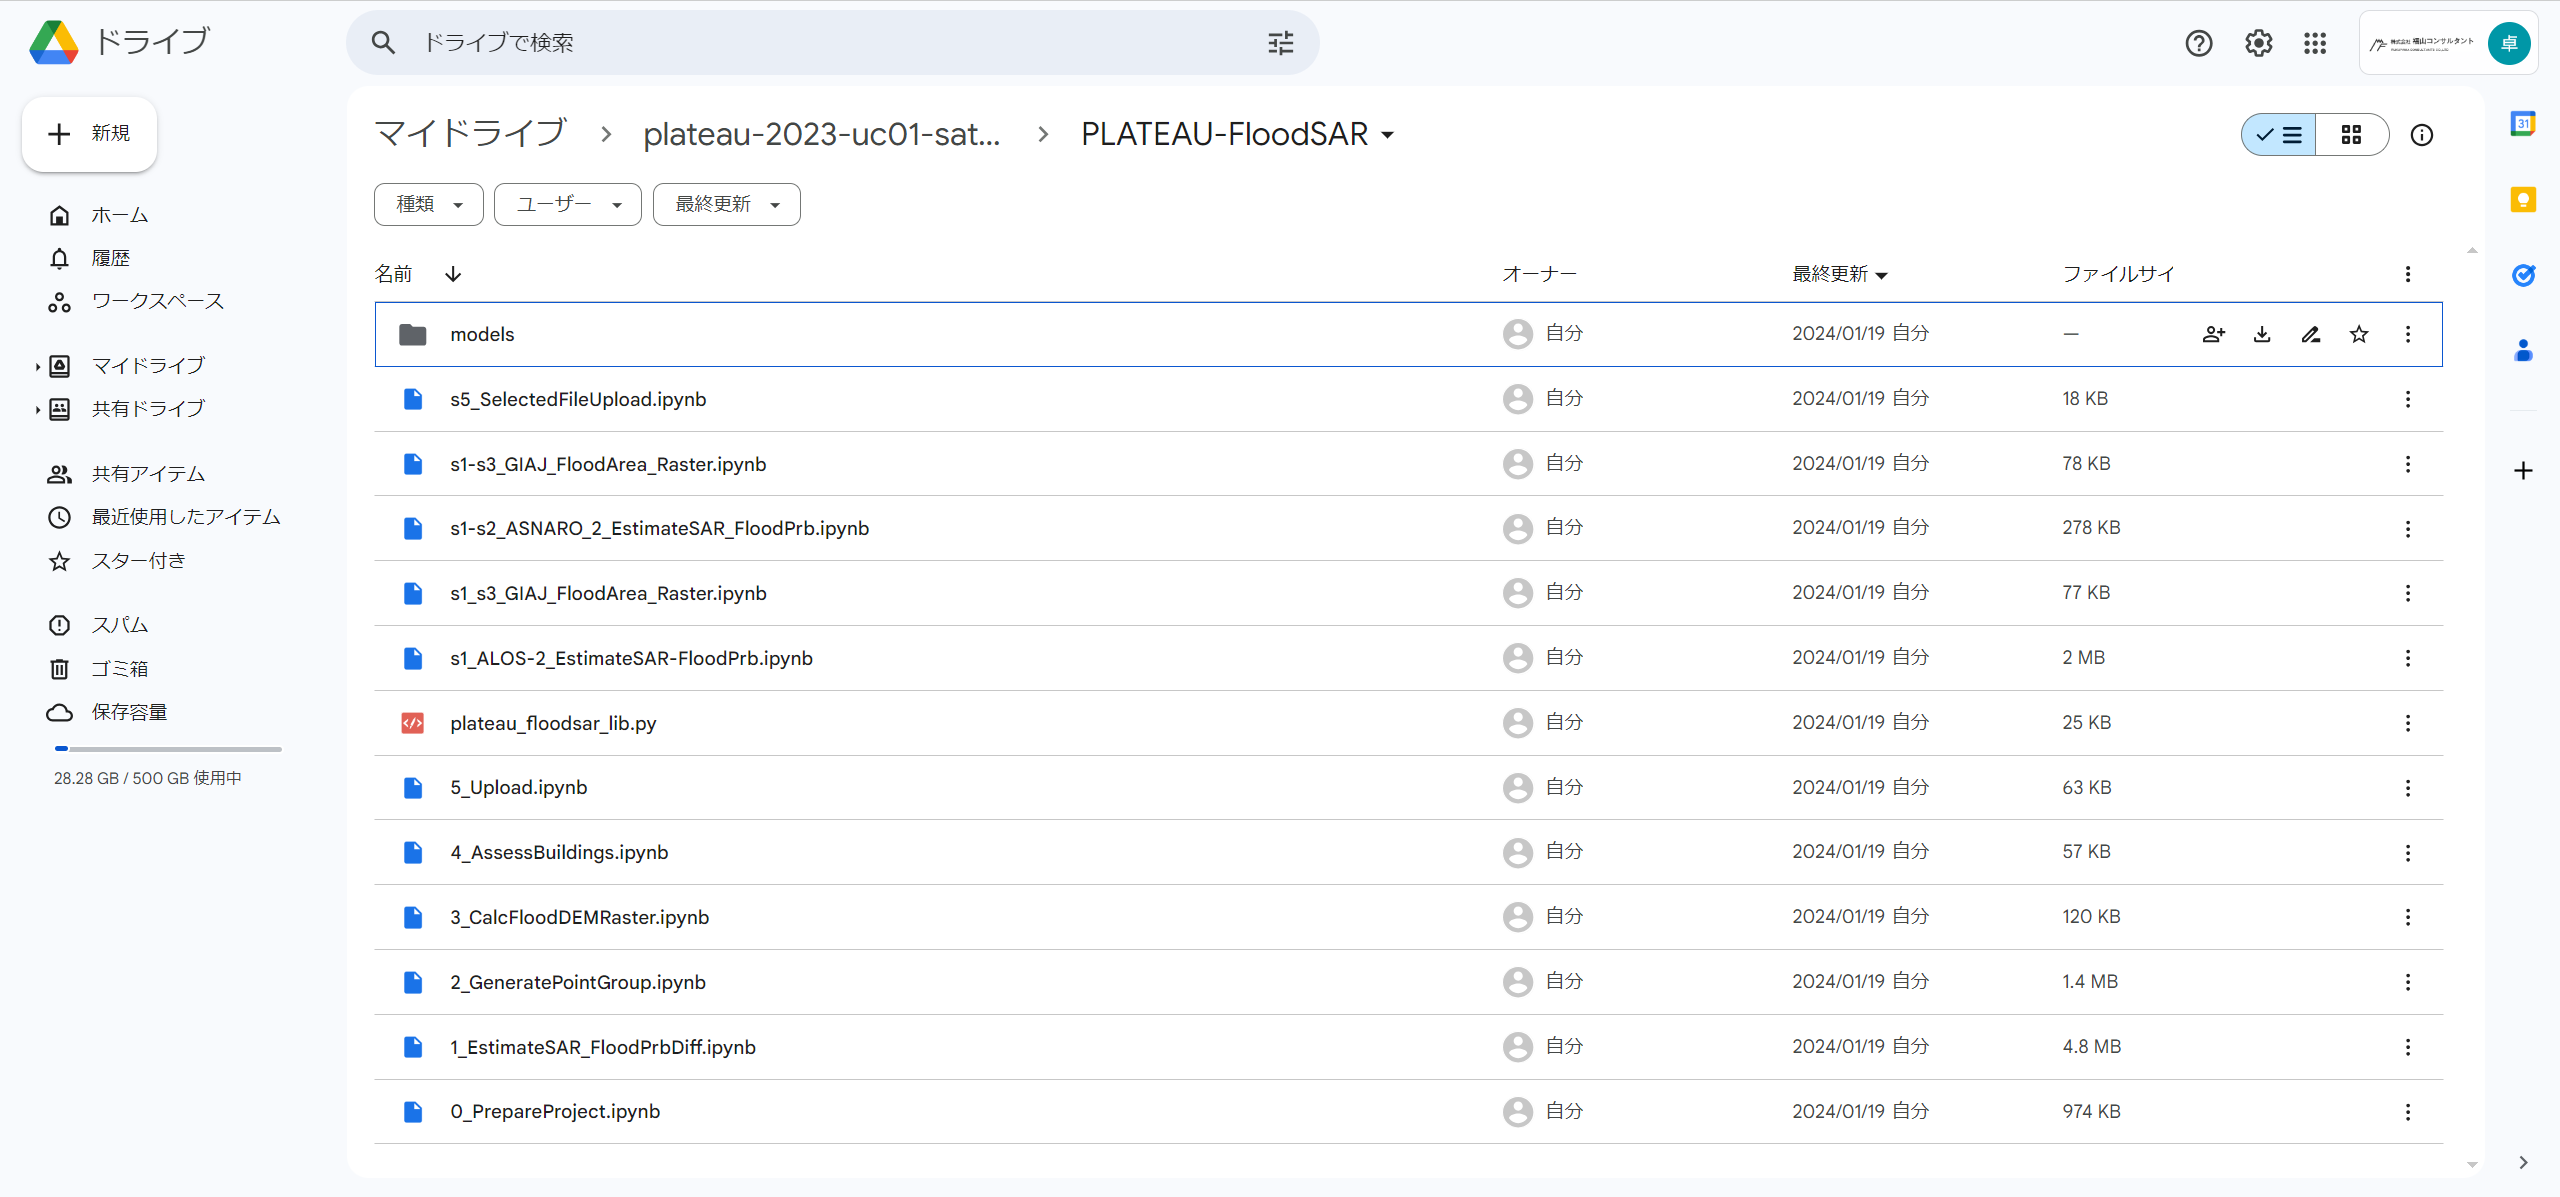 ドライブ
ドライブで検索
株式会社 福山コンサルタント
卓
新規
マイドライブ
plateau-2023-uc01-sat...
PLATEAU-FloodSAR
31
種類
ユーザー
最終更新
ホーム
履歴
ワークスペース
マイドライブ
共有ドライブ
共有アイテム
最近使用したアイテム
スター付き
スパム
ゴミ箱
保存容量
28.28 GB / 500 GB 使用中
名前
オーナー
最終更新
ファイルサイ
models 自分 2024/01/19 自分 —
s5_SelectedFileUpload.ipynb 自分 2024/01/19 自分 18 KB
s1-s3_GIAJ_FloodArea_Raster.ipynb 自分 2024/01/19 自分 78 KB
s1-s2_ASNARO_2_EstimateSAR_FloodPrb.ipynb 自分 2024/01/19 自分 278 KB
s1_s3_GIAJ_FloodArea_Raster.ipynb 自分 2024/01/19 自分 77 KB
s1_ALOS-2_EstimateSAR-FloodPrb.ipynb 自分 2024/01/19 自分 2 MB
plateau_floodsar_lib.py 自分 2024/01/19 自分 25 KB
5_Upload.ipynb 自分 2024/01/19 自分 63 KB
4_AssessBuildings.ipynb 自分 2024/01/19 自分 57 KB
3_CalcFloodDEMRaster.ipynb 自分 2024/01/19 自分 120 KB
2_GeneratePointGroup.ipynb 自分 2024/01/19 自分 1.4 MB
1_EstimateSAR_FloodPrbDiff.ipynb 自分 2024/01/19 自分 4.8 MB
0_PrepareProject.ipynb 自分 2024/01/19 自分 974 KB